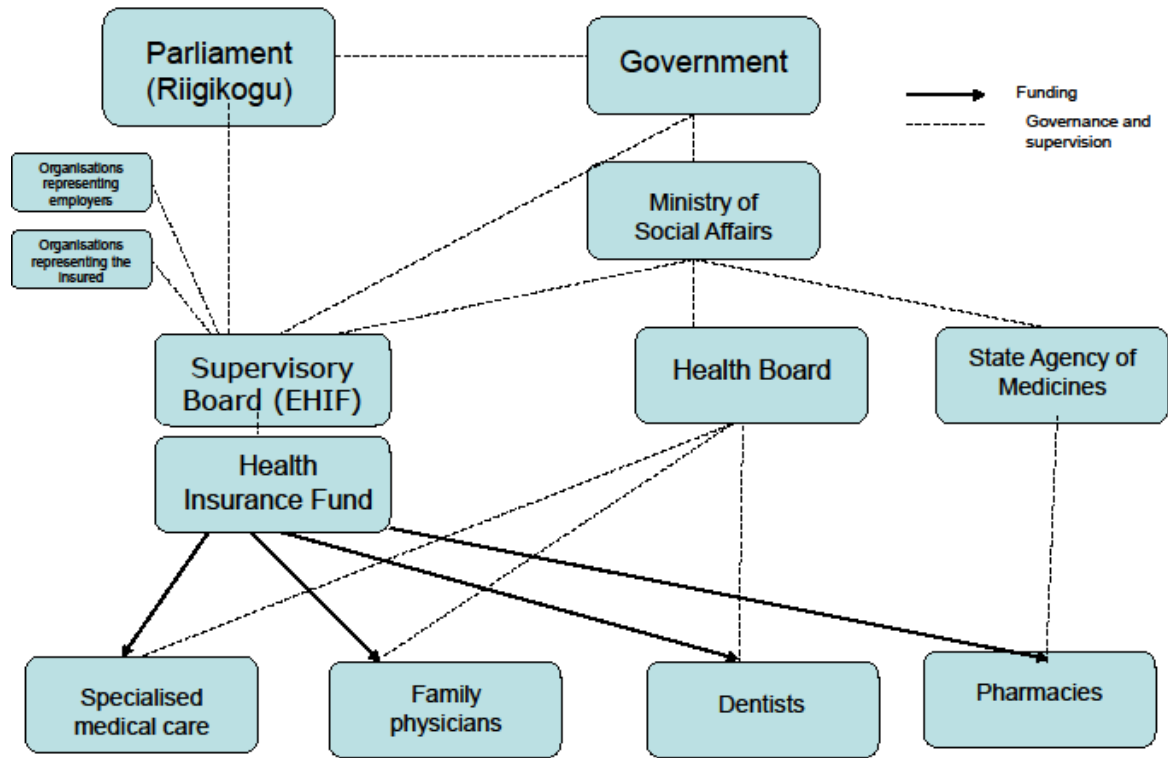 Parliament
(Riigikogu)
Government
Funding
Governance and
supervision
Organisations
representing
employers
Organisations
representing the
insured
Ministry of
Social Affairs
Supervisory
Board (EHIF)
Health Board
State Agency of
Medicines
Health
Insurance Fund
Specialised
medical care
Family
physicians
Dentists
Pharmacies